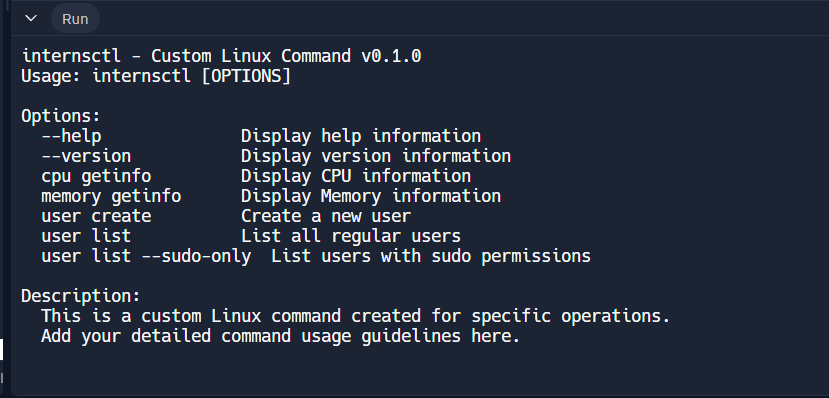 Run
internsctl - Custom Linux Command v0.1.0
Usage: internsctl [OPTIONS]
Options:
--help Display help information
--version Display version information
cpu getinfo Display CPU information
memory getinfo Display Memory information
user create Create a new user
user list List all regular users
user list --sudo-only List users with sudo permissions
Description:
This is a custom Linux command created for specific operations.
Add your detailed command usage guidelines here.